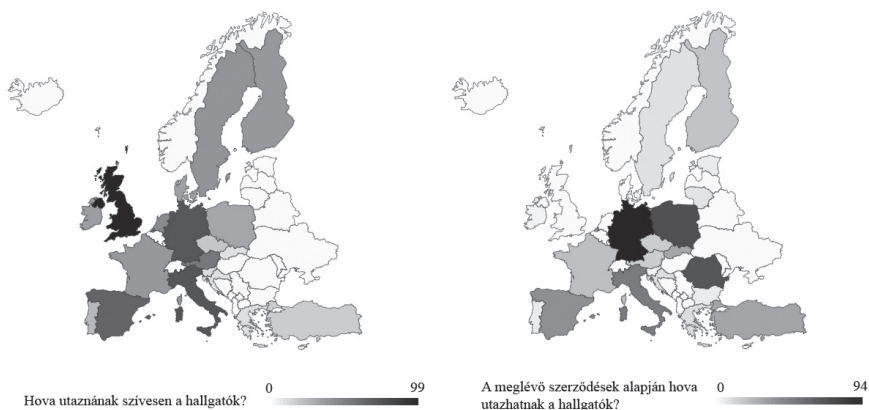 Hova utaznának szívesen a hallgatók?
0
99
A meglévő szerződések alapján hova
utazhatnak a hallgatók?
0
94